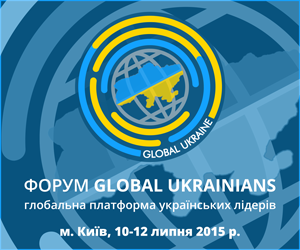 GLOBAL UKRAINE
ФОРУМ GLOBAL UKRAINIANS
глобальна платформа українських лідерів
м. Київ, 10-12 липня 2015 р.